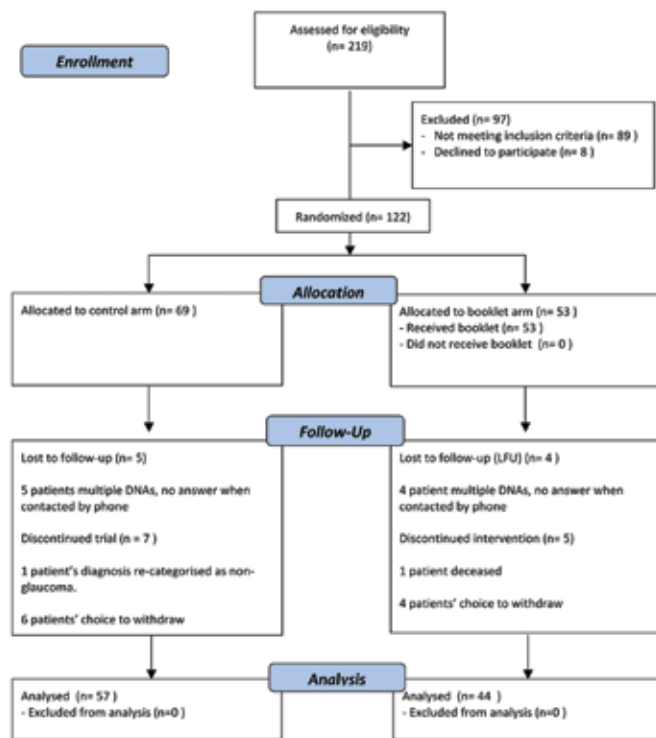 Assessed for eligibility
(n= 219)
Enrollment
Excluded (n= 97)
- Not meeting inclusion criteria (n= 89 )
- Declined to participate (n= 8 )
Randomized (n= 122)
Allocation
Allocated to control arm (n= 69 )
Allocated to booklet arm (n= 53 )
- Received booklet (n= 53 )
- Did not receive booklet (n= 0 )
Follow-Up
Lost to follow-up (n= 5)
5 patients multiple DNAs, no answer when
contacted by phone
Discontinued trial (n = 7 )
1 patient's diagnosis re-categorised as non-
glaucoma.
6 patients' choice to withdraw
Lost to follow-up (LFU) (n= 4 )
4 patient multiple DNAs, no answer when
contacted by phone
Discontinued intervention (n= 5)
1 patient deceased
4 patients' choice to withdraw
Analysis
Analysed (n= 57 )
- Excluded from analysis (n=0 )
Analysed (n= 44 )
- Excluded from analysis (n=0 )